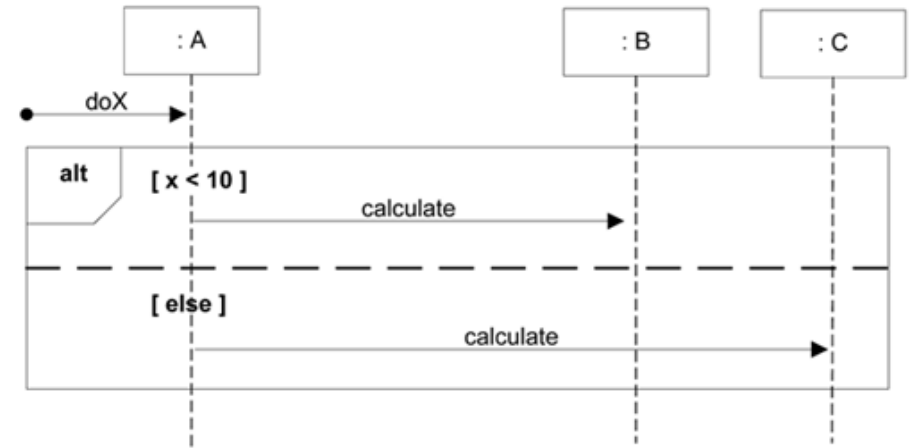 : A
: B
: C
doX
alt
[ x < 10 ]
calculate
[ else ]
calculate